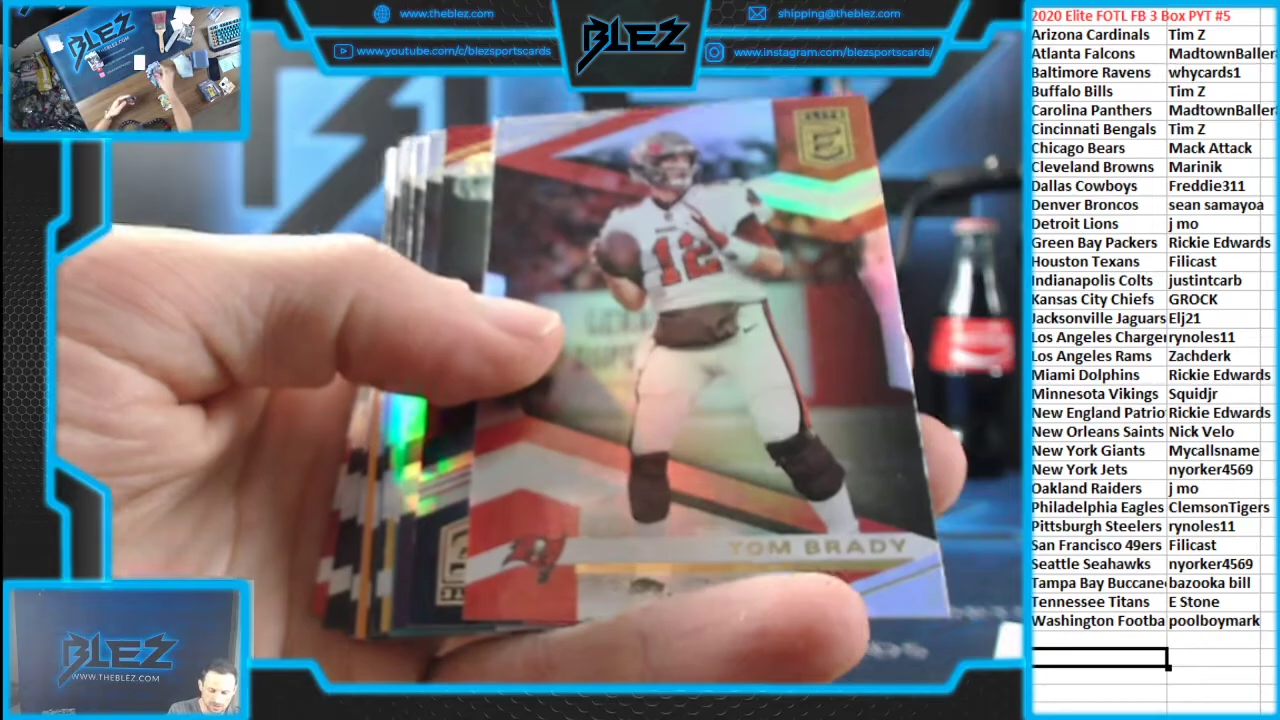 www.theblez.com
shipping@theblez.com
www.youtube.com/c/blezsportscards
www.instagram.com/blezsportscards/
BLEZ
E
12
TOM BRADY
BLEZ
WWW.THEBLEZ.COM
2020 Elite FOTL FB 3 Box PYT #5
Arizona Cardinals Tim Z
Atlanta Falcons MadtownBaller
Baltimore Ravens whycards1
Buffalo Bills Tim Z
Carolina Panthers MadtownBaller
Cincinnati Bengals Tim Z
Chicago Bears Mack Attack
Cleveland Browns Marinik
Dallas Cowboys Freddie311
Denver Broncos sean samayoa
Detroit Lions j mo
Green Bay Packers Rickie Edwards
Houston Texans Filicast
Indianapolis Colts justintcarb
Kansas City Chiefs GROCK
Jacksonville Jaguars Elj21
Los Angeles Charger rynoles11
Los Angeles Rams Zachderk
Miami Dolphins Rickie Edwards
Minnesota Vikings Squidjr
New England Patrio Rickie Edwards
New Orleans Saints Nick Velo
New York Giants Mycallsname
New York Jets nyorker4569
Oakland Raiders j mo
Philadelphia Eagles ClemsonTigers
Pittsburgh Steelers rynoles11
San Francisco 49ers Filicast
Seattle Seahawks nyorker4569
Tampa Bay Buccane bazooka bill
Tennessee Titans E Stone
Washington Footba poolboymark